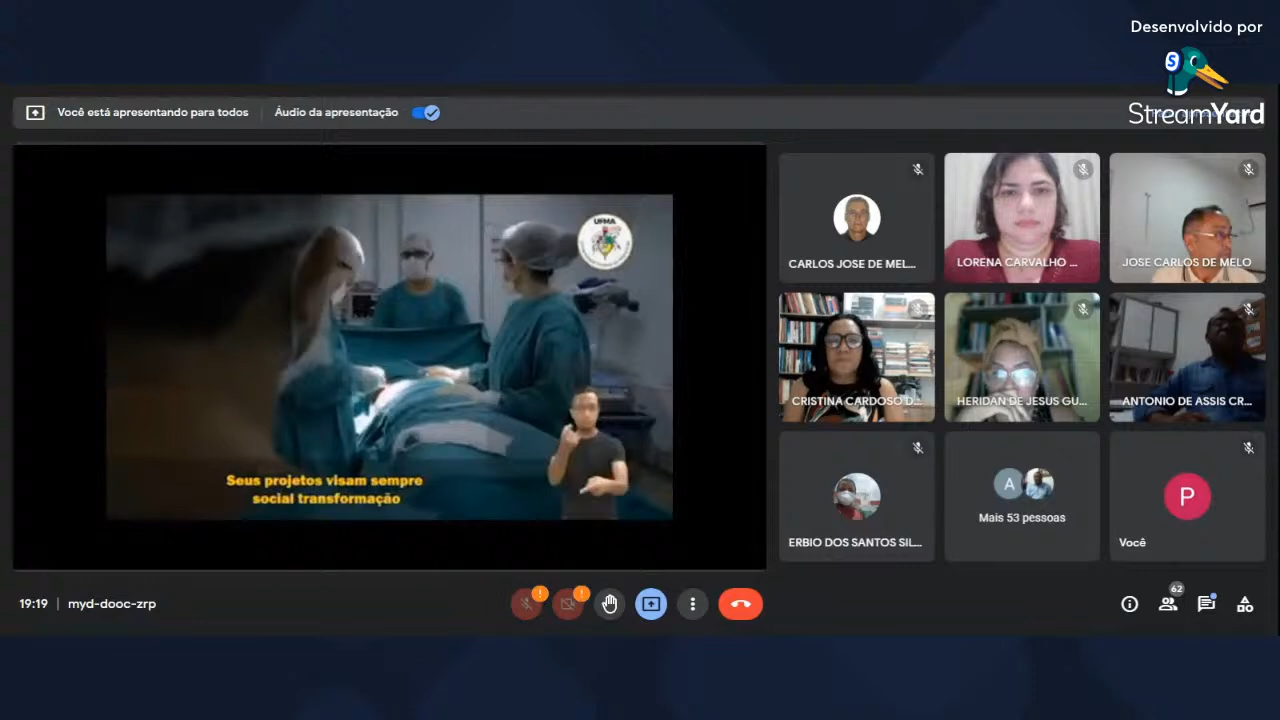 Desenvolvido por
StreamYard
Você está apresentando para todos
Áudio da apresentação
UFMA
Seus projetos visam sempre
social transformação
CARLOS JOSE DE MEL...
LORENA CARVALHO ...
JOSE CARLOS DE MELO
CRISTINA CARDOSO D...
HERIDAN DE JESUS GU...
ANTONIO DE ASSIS CR...
ERBIO DOS SANTOS SIL...
A
Mais 53 pessoas
P
Você
19:19 | myd-dooc-zrp
62